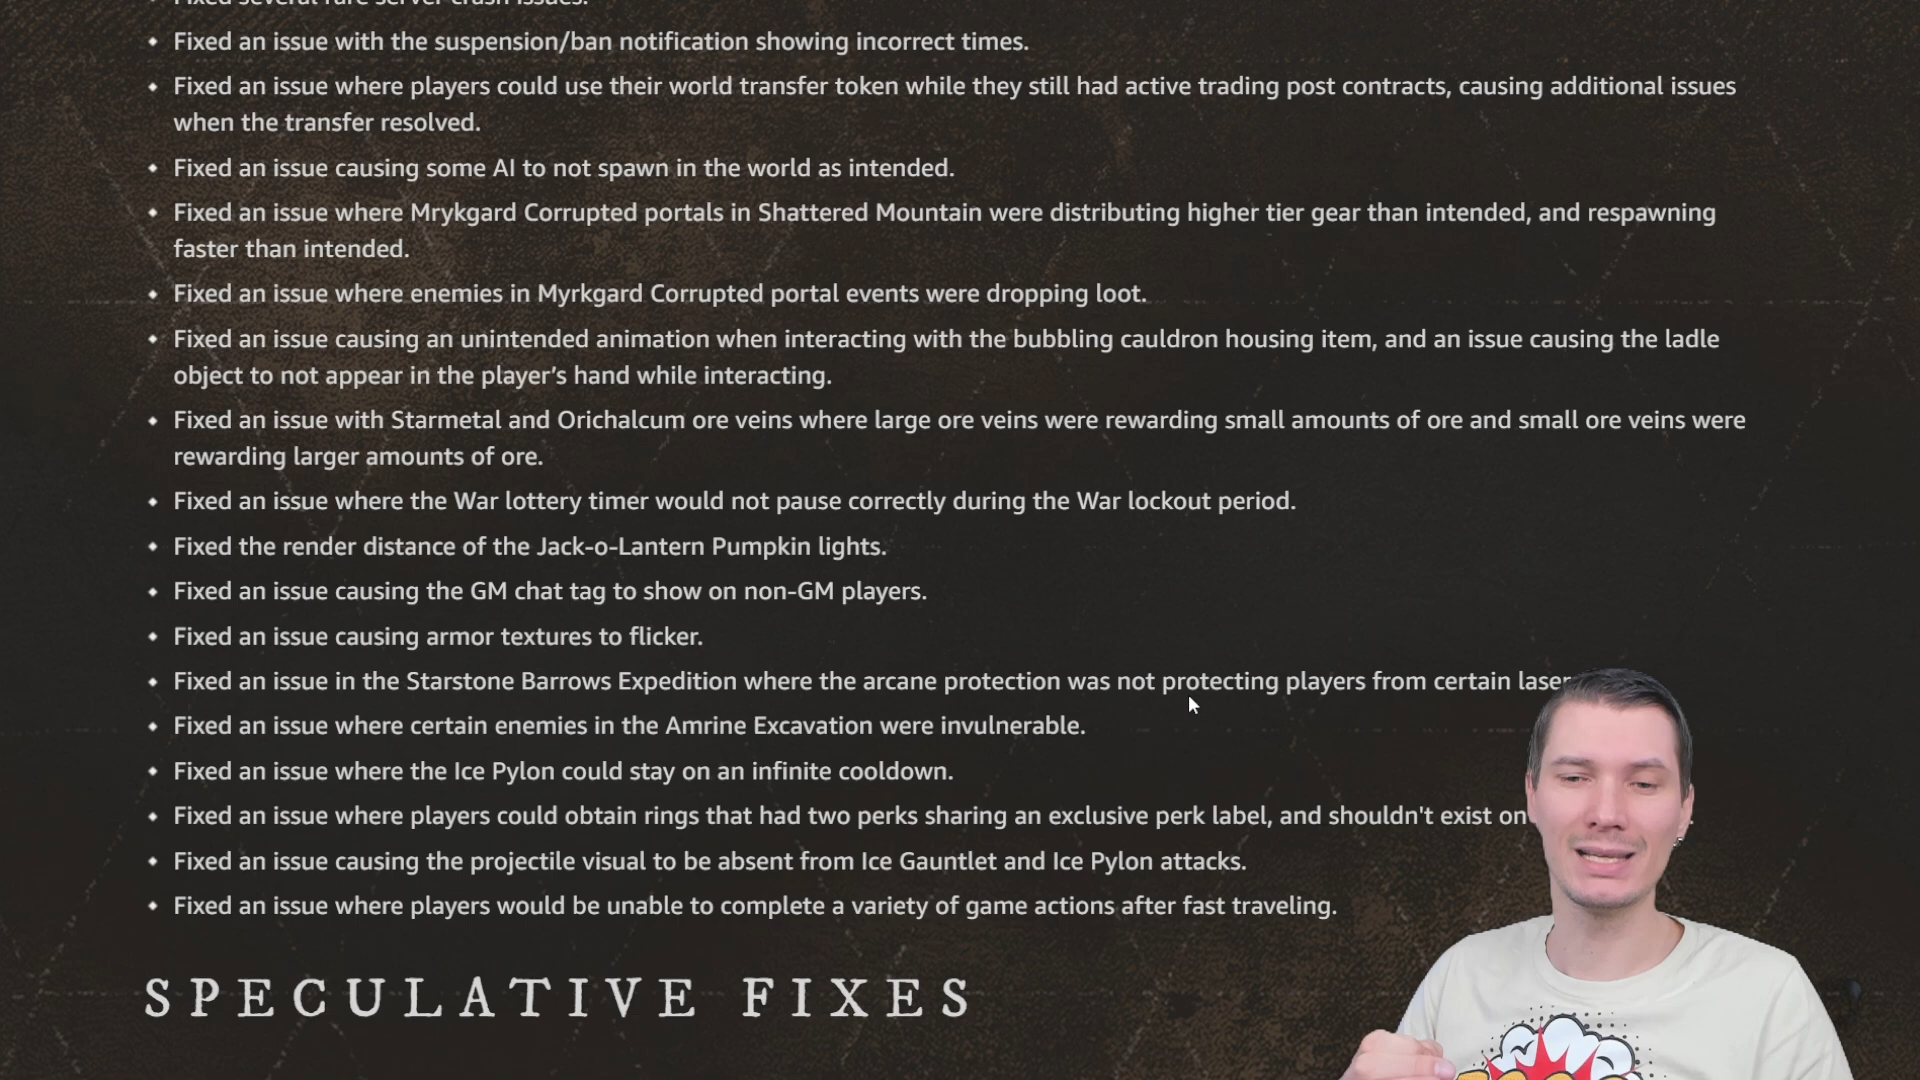 Fixed several rare server crash issues.
Fixed an issue with the suspension/ban notification showing incorrect times.
Fixed an issue where players could use their world transfer token while they still had active trading post contracts, causing additional issues
when the transfer resolved.
Fixed an issue causing some AI to not spawn in the world as intended.
Fixed an issue where Mrykgard Corrupted portals in Shattered Mountain were distributing higher tier gear than intended, and respawning
faster than intended.
Fixed an issue where enemies in Myrkgard Corrupted portal events were dropping loot.
Fixed an issue causing an unintended animation when interacting with the bubbling cauldron housing item, and an issue causing the ladle
object to not appear in the player’s hand while interacting.
Fixed an issue with Starmetal and Orichalcum ore veins where large ore veins were rewarding small amounts of ore and small ore veins were
rewarding larger amounts of ore.
Fixed an issue where the War lottery timer would not pause correctly during the War lockout period.
Fixed the render distance of the Jack-o-Lantern Pumpkin lights.
Fixed an issue causing the GM chat tag to show on non-GM players.
Fixed an issue causing armor textures to flicker.
Fixed an issue in the Starstone Barrows Expedition where the arcane protection was not protecting players from certain laser
Fixed an issue where certain enemies in the Amrine Excavation were invulnerable.
Fixed an issue where the Ice Pylon could stay on an infinite cooldown.
Fixed an issue where players could obtain rings that had two perks sharing an exclusive perk label, and shouldn't exist on
Fixed an issue causing the projectile visual to be absent from Ice Gauntlet and Ice Pylon attacks.
Fixed an issue where players would be unable to complete a variety of game actions after fast traveling.
SPECULATIVE FIXES